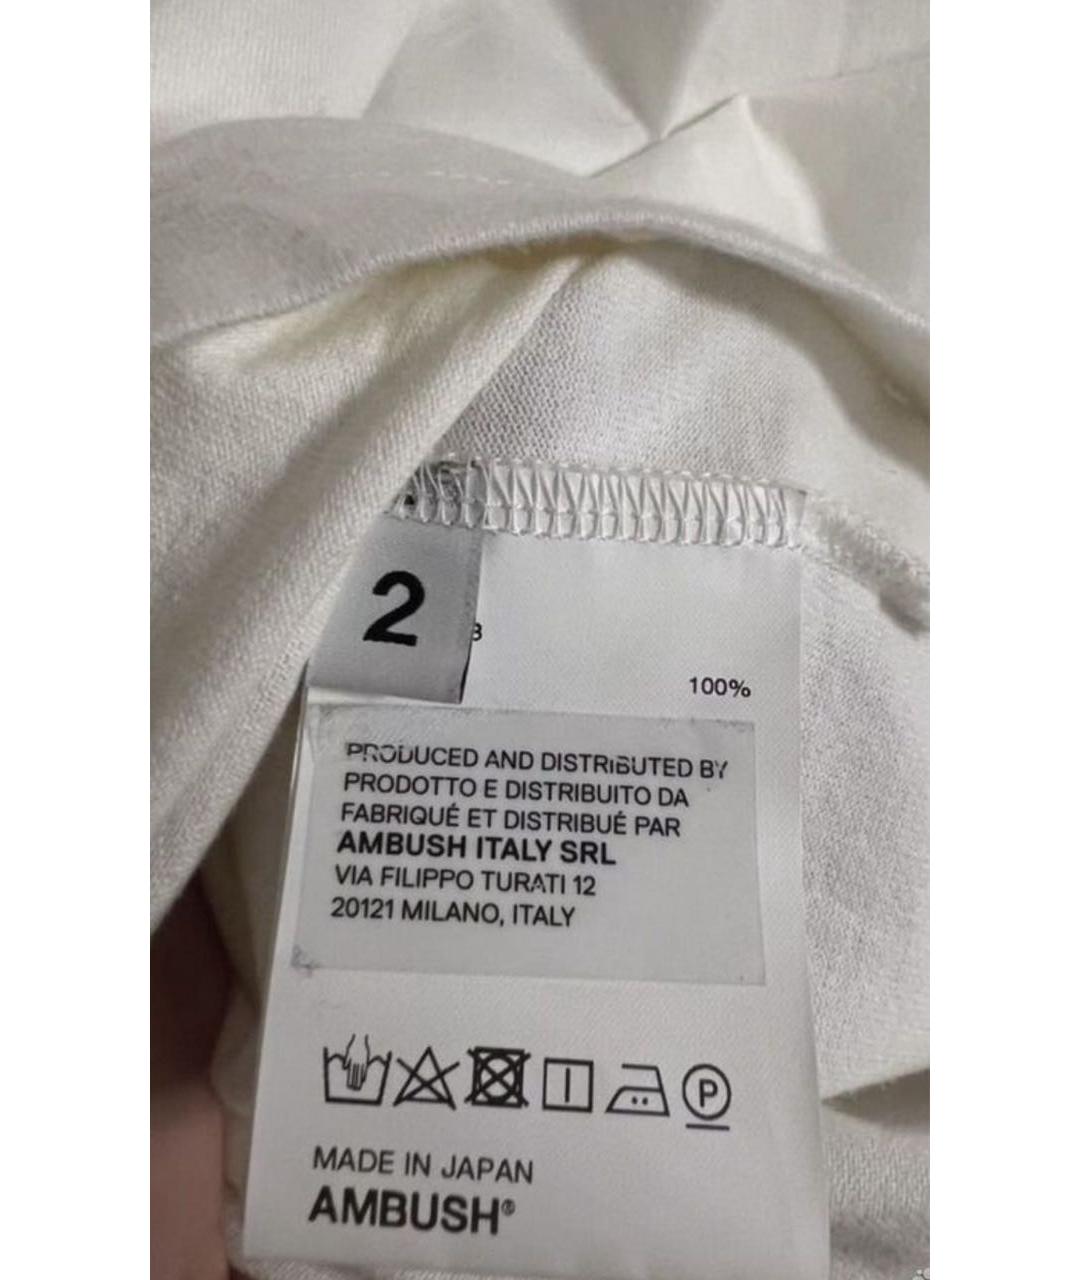 2
100%
PRODUCED AND DISTRIBUTED BY
PRODOTTO E DISTRIBUITO DA
FABRIQUÉ ET DISTRIBUÉ PAR
AMBUSH ITALY SRL
VIA FILIPPO TURATI 12
20121 MILANO, ITALY
P
MADE IN JAPAN
AMBUSH®